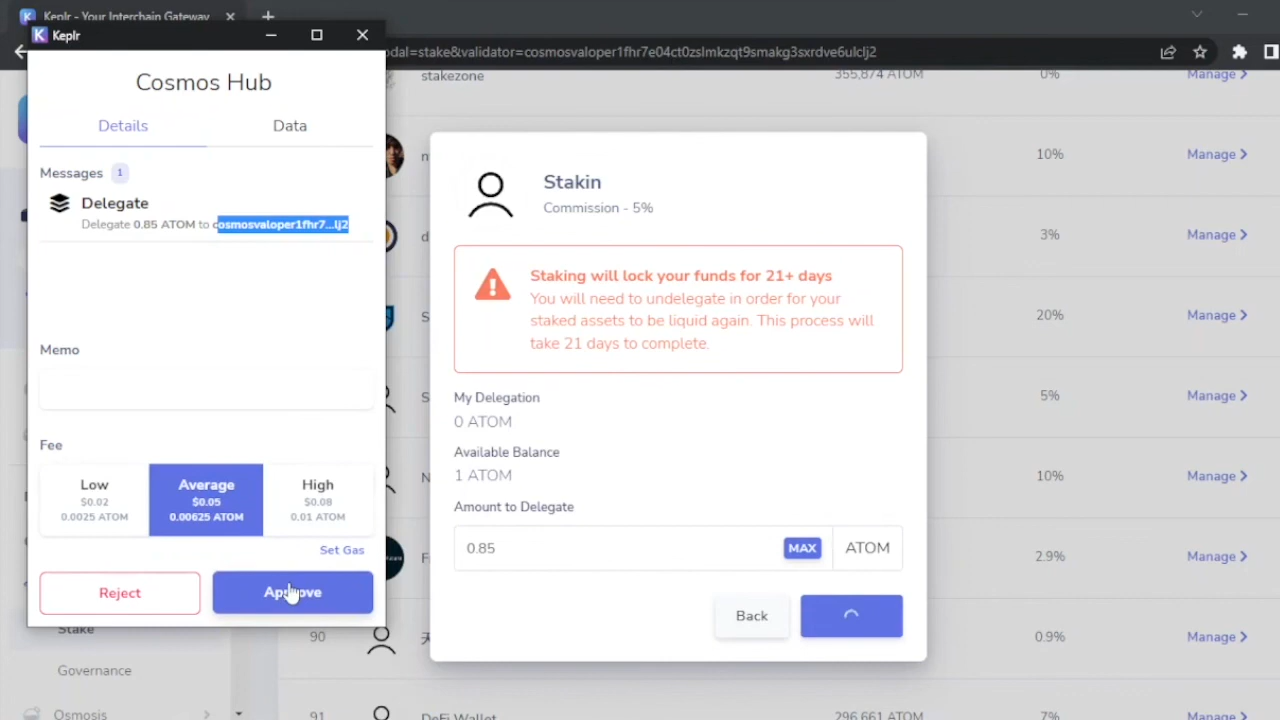 Keplr - Your Interchain Gateway
Keplr
odal=stake&validator=cosmosvaloper1fhr7e04ct0zslmkzqt9smakg3sxrdve6ulclj2
Cosmos Hub
Details
Data
Messages 1
Delegate
Delegate 0.85 ATOM to cosmosvaloper1fhr7...lj2
Memo
Fee
Low
$0.02
0.0025 ATOM
Average
$0.05
0.00625 ATOM
High
$0.08
0.01 ATOM
Set Gas
Reject
Approve
Stake
Governance
Osmosis
Stakin
Commission - 5%
Staking will lock your funds for 21+ days
You will need to undelegate in order for your
staked assets to be liquid again. This process will
take 21 days to complete.
My Delegation
0 ATOM
Available Balance
1 ATOM
Amount to Delegate
0.85
MAX
ATOM
Back
stakezone 355,874 ATOM 0% Manage
10% Manage
3% Manage
20% Manage
5% Manage
10% Manage
2.9% Manage
90 0.9% Manage
91 DeFi Wallet 296,661 ATOM 7% Manage